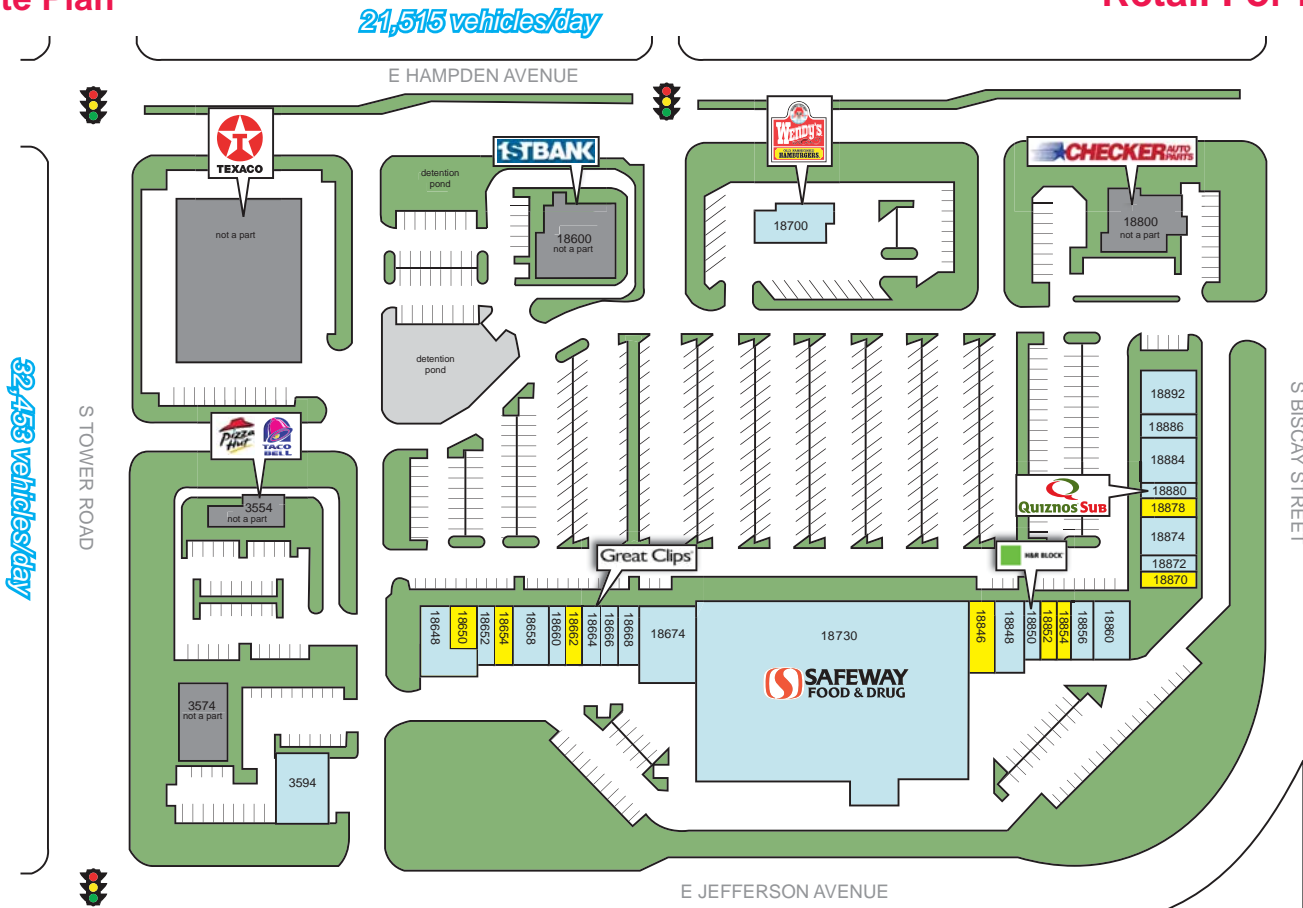 te Plan
21,515 vehicles/day
E HAMPDEN AVENUE
TEXACO
not a part
detention
pond
1STBANK
18600
not a part
Wendy's
OLD FASHIONED
HAMBURGERS
18700
CHECKER AUTO PARTS
18800
not a part
32,453 vehicles/day
S TOWER ROAD
S BISCAY STREET
detention
pond
Pizza Hut
TACO BELL
3554
not a part
18892
18886
18884
18880
18878
18874
18872
18870
Quiznos Sub
H&R BLOCK
Great Clips
18648
18650
18652
18654
18658
18660
18662
18664
18666
18668
18674
18730
SAFEWAY
FOOD & DRUG
18846
18848
18850
18852
18854
18856
18860
3574
not a part
3594
E JEFFERSON AVENUE